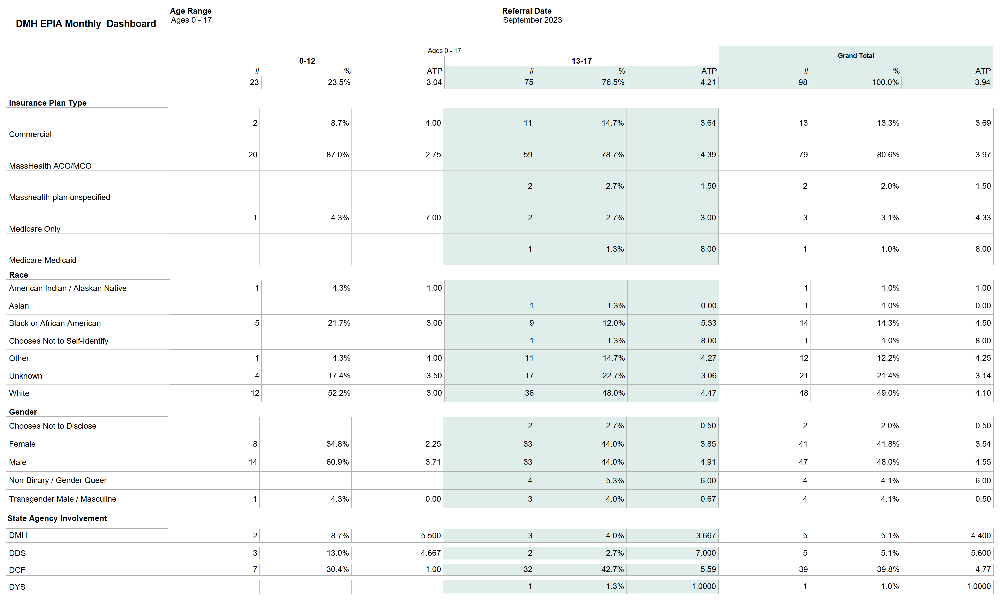 Age Range
Referral Date
Ages 0 - 17
September 2023
DMH EPIA Monthly Dashboard
Ages 0 - 17
Grand Total
0-12
13-17
# % ATP # % ATP # % ATP
23 23.5% 3.04 75 76.5% 4.21 98 100.0% 3.94
Insurance Plan Type
Commercial 2 8.7% 4.00 11 14.7% 3.64 13 13.3% 3.69
MassHealth ACO/MCO 20 87.0% 2.75 59 78.7% 4.39 79 80.6% 3.97
Masshealth-plan unspecified 2 2.7% 1.50 2 2.0% 1.50
Medicare Only 1 4.3% 7.00 2 2.7% 3.00 3 3.1% 4.33
Medicare-Medicaid 1 1.3% 8.00 1 1.0% 8.00
Race
American Indian / Alaskan Native 1 4.3% 1.00 1 1.0% 1.00
Asian 1 1.3% 0.00 1 1.0% 0.00
Black or African American 5 21.7% 3.00 9 12.0% 5.33 14 14.3% 4.50
Chooses Not to Self-Identify 1 1.3% 8.00 1 1.0% 8.00
Other 1 4.3% 4.00 11 14.7% 4.27 12 12.2% 4.25
Unknown 4 17.4% 3.50 17 22.7% 3.06 21 21.4% 3.14
White 12 52.2% 3.00 36 48.0% 4.47 48 49.0% 4.10
Gender
Chooses Not to Disclose 2 2.7% 0.50 2 2.0% 0.50
Female 8 34.8% 2.25 33 44.0% 3.85 41 41.8% 3.54
Male 14 60.9% 3.71 33 44.0% 4.91 47 48.0% 4.55
Non-Binary / Gender Queer 4 5.3% 6.00 4 4.1% 6.00
Transgender Male / Masculine 1 4.3% 0.00 3 4.0% 0.67 4 4.1% 0.50
State Agency Involvement
DMH 2 8.7% 5.500 3 4.0% 3.667 5 5.1% 4.400
DDS 3 13.0% 4.667 2 2.7% 7.000 5 5.1% 5.600
DCF 7 30.4% 1.00 32 42.7% 5.59 39 39.8% 4.77
DYS 1 1.3% 1.0000 1 1.0% 1.0000